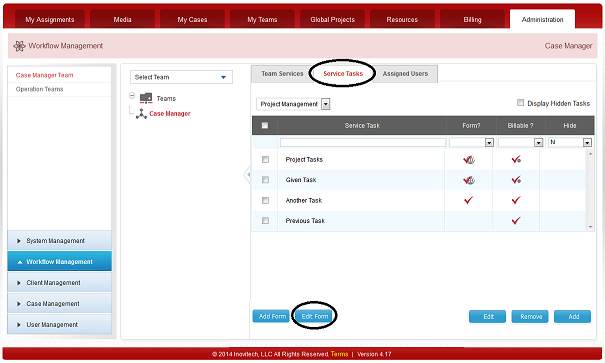 My Assignments Media My Cases My Teams Global Projects Resources Billing Administration
Workflow Management Case Manager
Case Manager Team
Operation Teams
System Management
Workflow Management
Client Management
Case Management
User Management
Select Team
Teams
Case Manager
Team Services Service Tasks Assigned Users
Project Management Display Hidden Tasks
Service Task Form? Billable ? Hide
N
Project Tasks
Given Task
Another Task
Previous Task
Add Form Edit Form Edit Remove Add
© 2014 Inovitech, LLC All Rights Reserved. Terms | Version 4.17